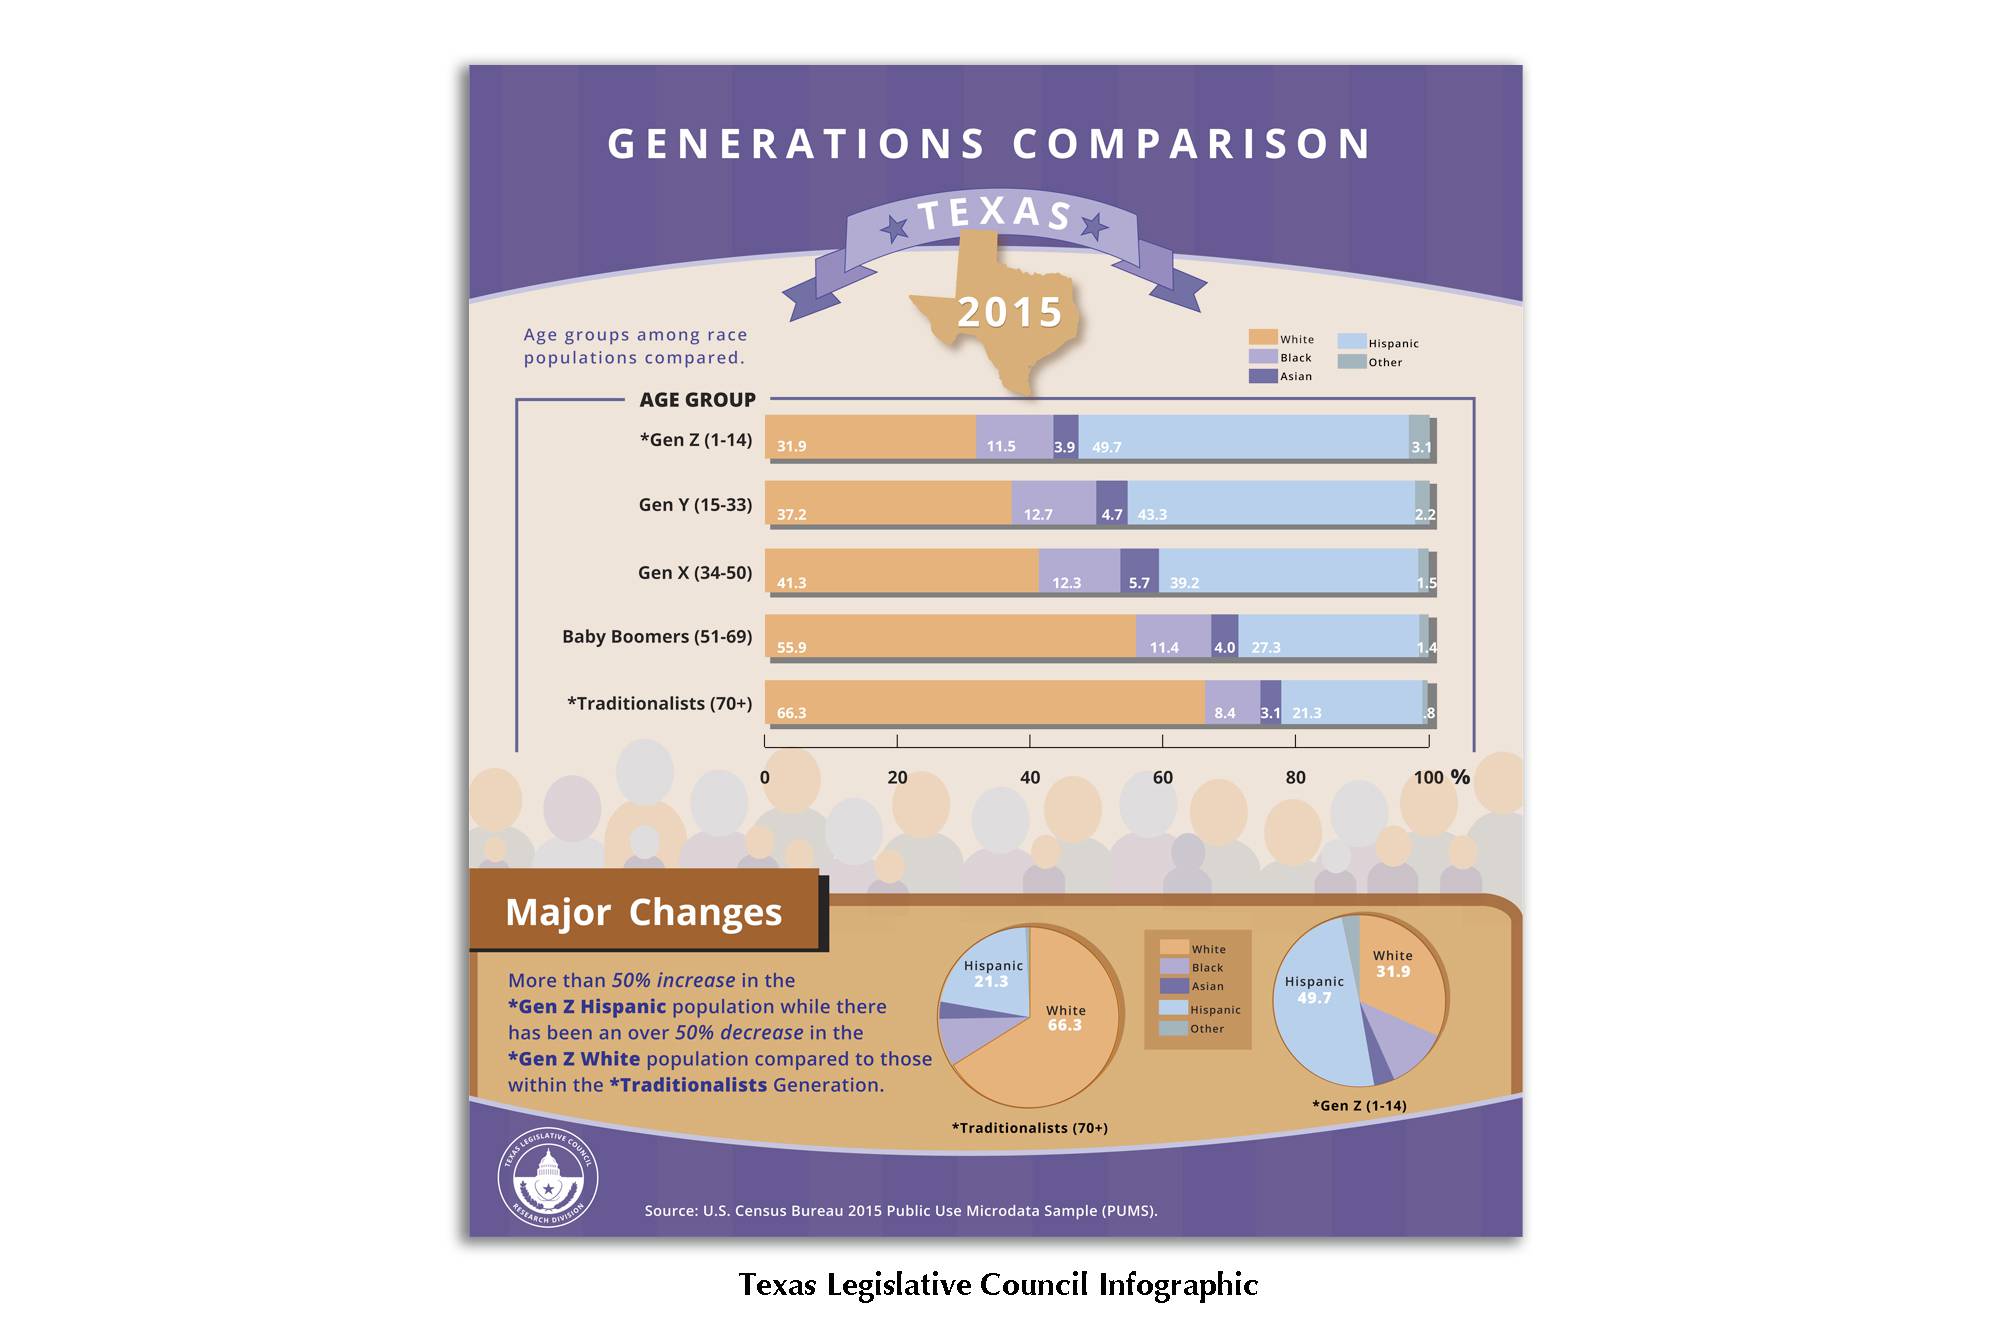 GENERATIONS COMPARISON
TEXAS
2015
Age groups among race
populations compared.
White
Black
Asian
Hispanic
Other
AGE GROUP
*Gen Z (1-14)
31.9 11.5 3.9 49.7 3.1
Gen Y (15-33)
37.2 12.7 4.7 43.3 2.2
Gen X (34-50)
41.3 12.3 5.7 39.2 1.5
Baby Boomers (51-69)
55.9 11.4 4.0 27.3 1.4
*Traditionalists (70+)
66.3 8.4 3.1 21.3 .8
0 20 40 60 80 100 %
Major Changes
More than 50% increase in the
*Gen Z Hispanic population while there
has been an over 50% decrease in the
*Gen Z White population compared to those
within the *Traditionalists Generation.
Hispanic
21.3
White
66.3
*Traditionalists (70+)
White
Black
Asian
Hispanic
Other
White
31.9
Hispanic
49.7
*Gen Z (1-14)
TEXAS LEGISLATIVE COUNCIL
RESEARCH DIVISION
Source: U.S. Census Bureau 2015 Public Use Microdata Sample (PUMS).
Texas Legislative Council Infographic